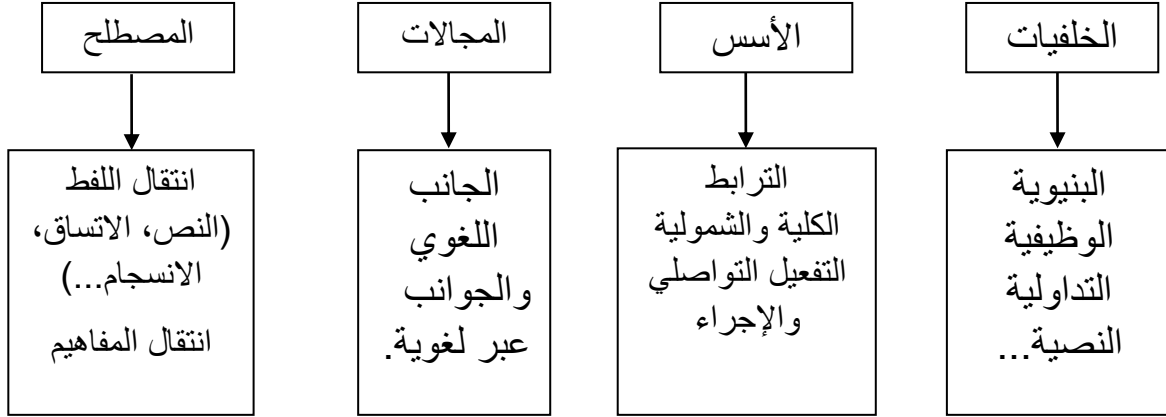 الخلفيات
الأسس
المجالات
المصطلح
البنيوية
الوظيفية
التداولية
النصية...
الترابط
الكلية والشمولية
التفعيل التواصلي
والإجراء
الجانب
اللغوي
والجوانب
عبر لغوية.
انتقال اللفط
(النص، الاتساق،
الانسجام...)
انتقال المفاهيم